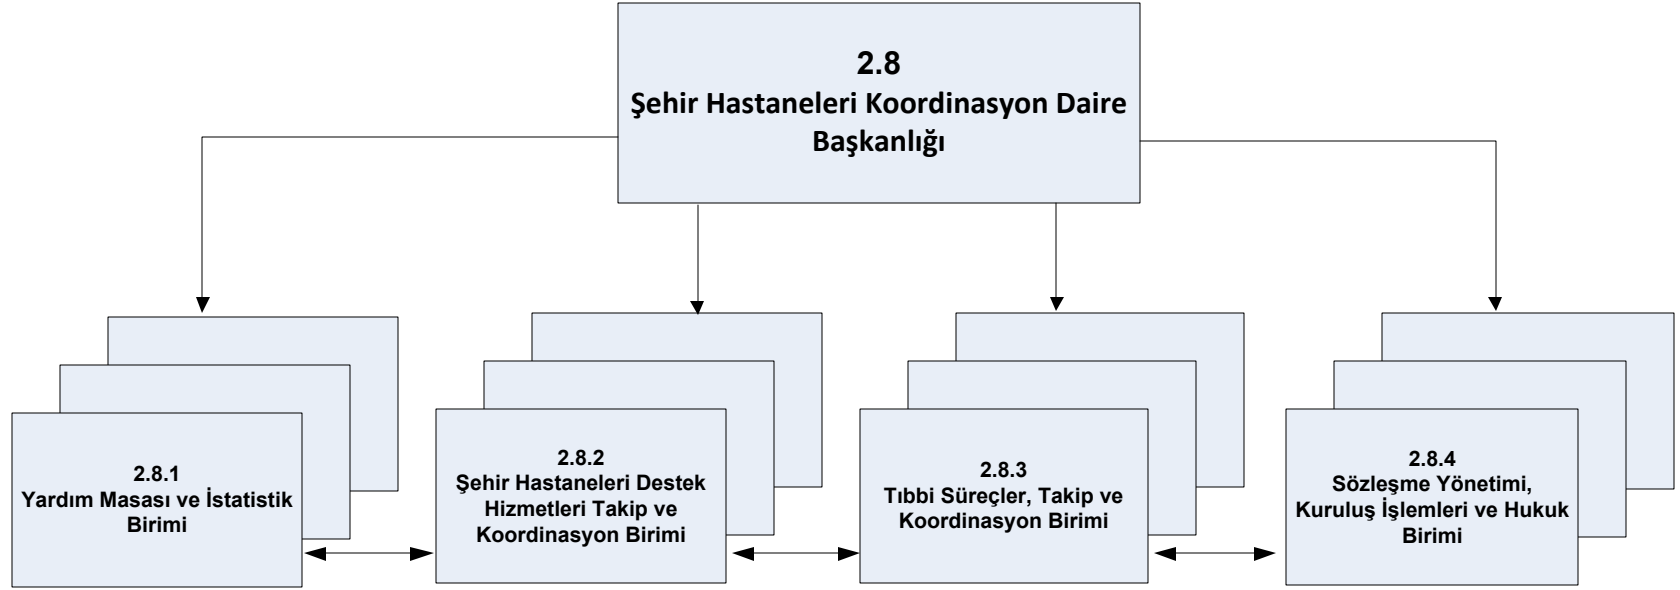 2.8
Şehir Hastaneleri Koordinasyon Daire
Başkanlığı
2.8.1
Yardım Masası ve İstatistik
Birimi
2.8.2
Şehir Hastaneleri Destek
Hizmetleri Takip ve
Koordinasyon Birimi
2.8.3
Tıbbi Süreçler, Takip ve
Koordinasyon Birimi
2.8.4
Sözleşme Yönetimi,
Kuruluş İşlemleri ve Hukuk
Birimi